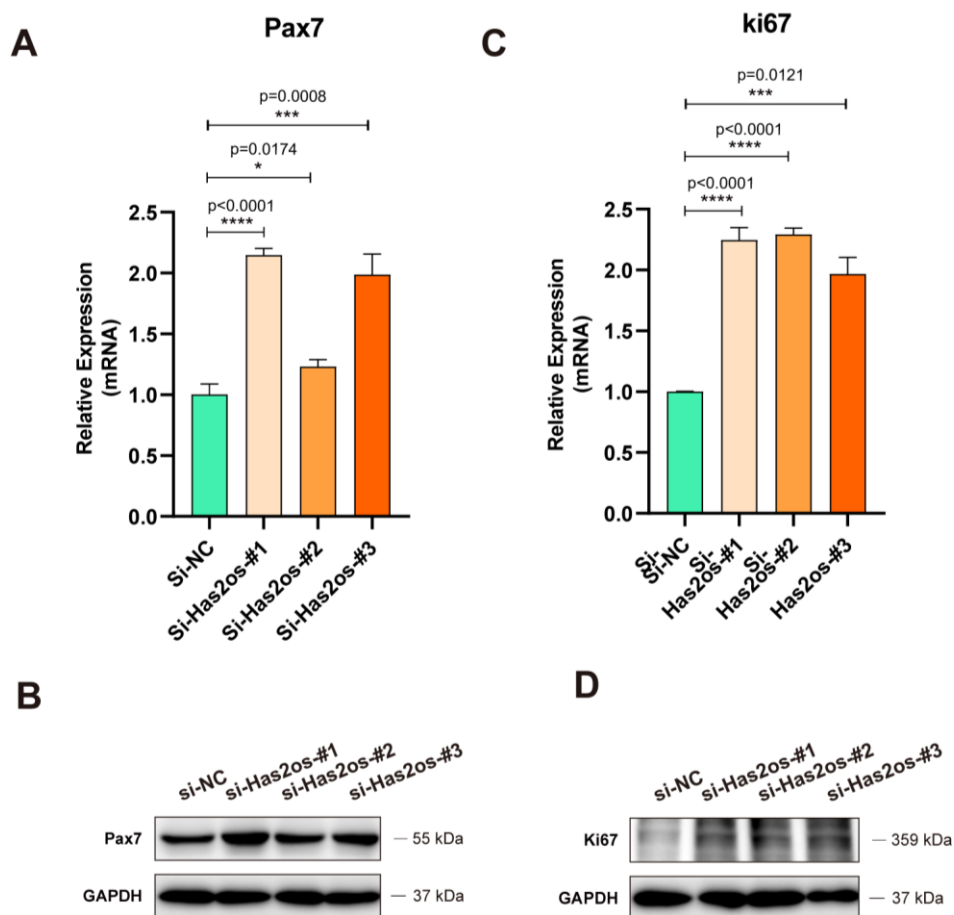 A
Pax7
p=0.0008
***
p=0.0174
*
p<0.0001
****
Relative Expression
(mRNA)
2.5
2.0
1.5
1.0
0.5
0.0
Si-NC
Si-Has2os-#1
Si-Has2os-#2
Si-Has2os-#3
C
ki67
p=0.0121
***
p<0.0001
****
p<0.0001
****
Relative Expression
(mRNA)
2.5
2.0
1.5
1.0
0.5
0.0
Si-NC
Si-
Has2os-#1
Si-
Has2os-#2
Si-
Has2os-#3
B
si-NC
si-Has2os-#1
si-Has2os-#2
si-Has2os-#3
Pax7
— 55 kDa
GAPDH
— 37 kDa
D
si-NC
si-Has2os-#1
si-Has2os-#2
si-Has2os-#3
Ki67
— 359 kDa
GAPDH
— 37 kDa